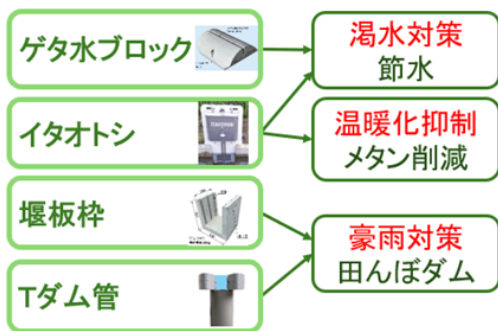 ゲタ水ブロック
渇水対策
節水
イタオトシ
温暖化抑制
メタン削減
堰板枠
豪雨対策
田んぼダム
Tダム管